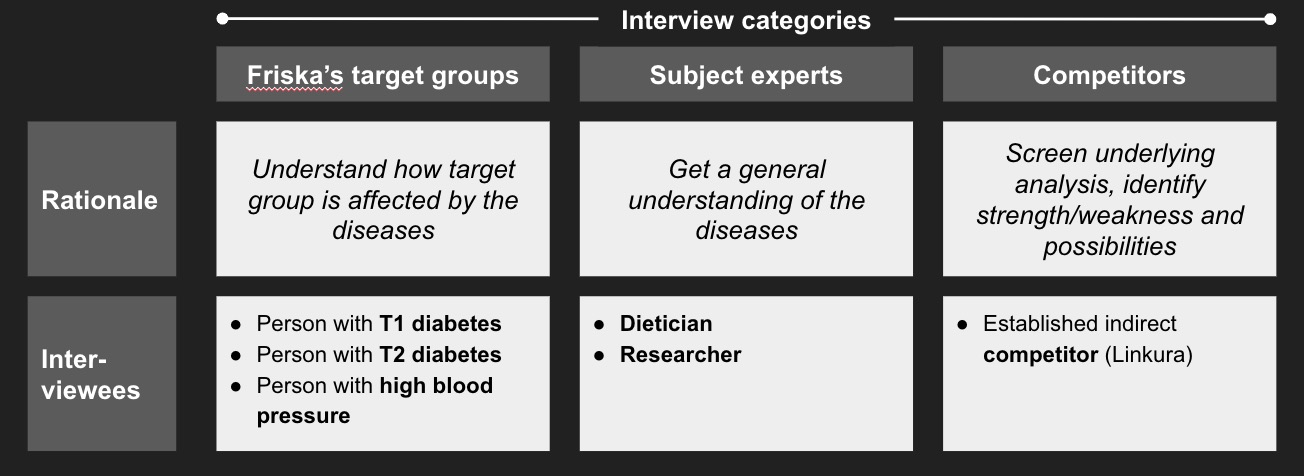 Interview categories
Friska’s target groups
Subject experts
Competitors
Rationale
Understand how target
group is affected by the
diseases
Get a general
understanding of the
diseases
Screen underlying
analysis, identify
strength/weakness and
possibilities
Inter-
viewees
● Person with T1 diabetes
● Person with T2 diabetes
● Person with high blood
pressure
● Dietician
● Researcher
● Established indirect
competitor (Linkura)